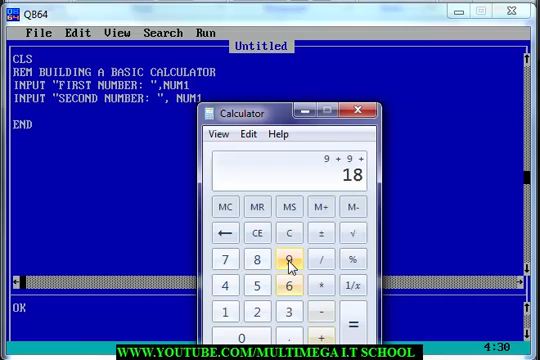 QB64
File Edit View Search Run
Untitled
CLS
REM BUILDING A BASIC CALCULATOR
INPUT "FIRST NUMBER: ",NUM1
INPUT "SECOND NUMBER: ", NUM1
END
Calculator
View Edit Help
9 + 9 +
18
MC MR MS M+ M-
← CE C ± √
7 8 9 / %
4 5 6 * 1/x
1 2 3 - =
0 . +
OK
WWW.YOUTUBE.COM/MULTIMEGA I.T SCHOOL
4:30